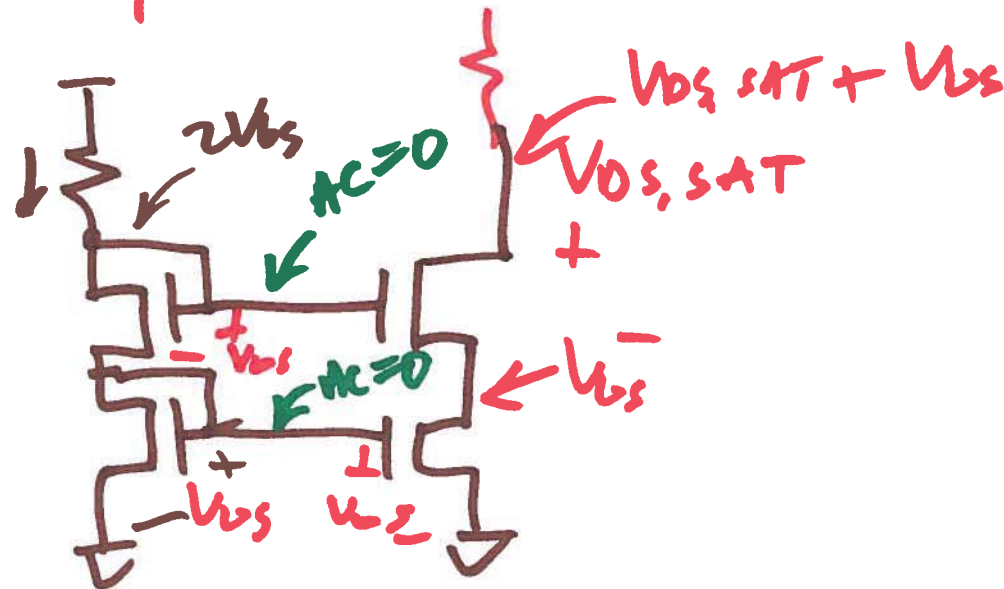 VDS, SAT + VGS
2VGS
AC=0
VDS, SAT
+
+
-
VGS
AC=0
VGS
-
+
+
VGS
-
VGS
-